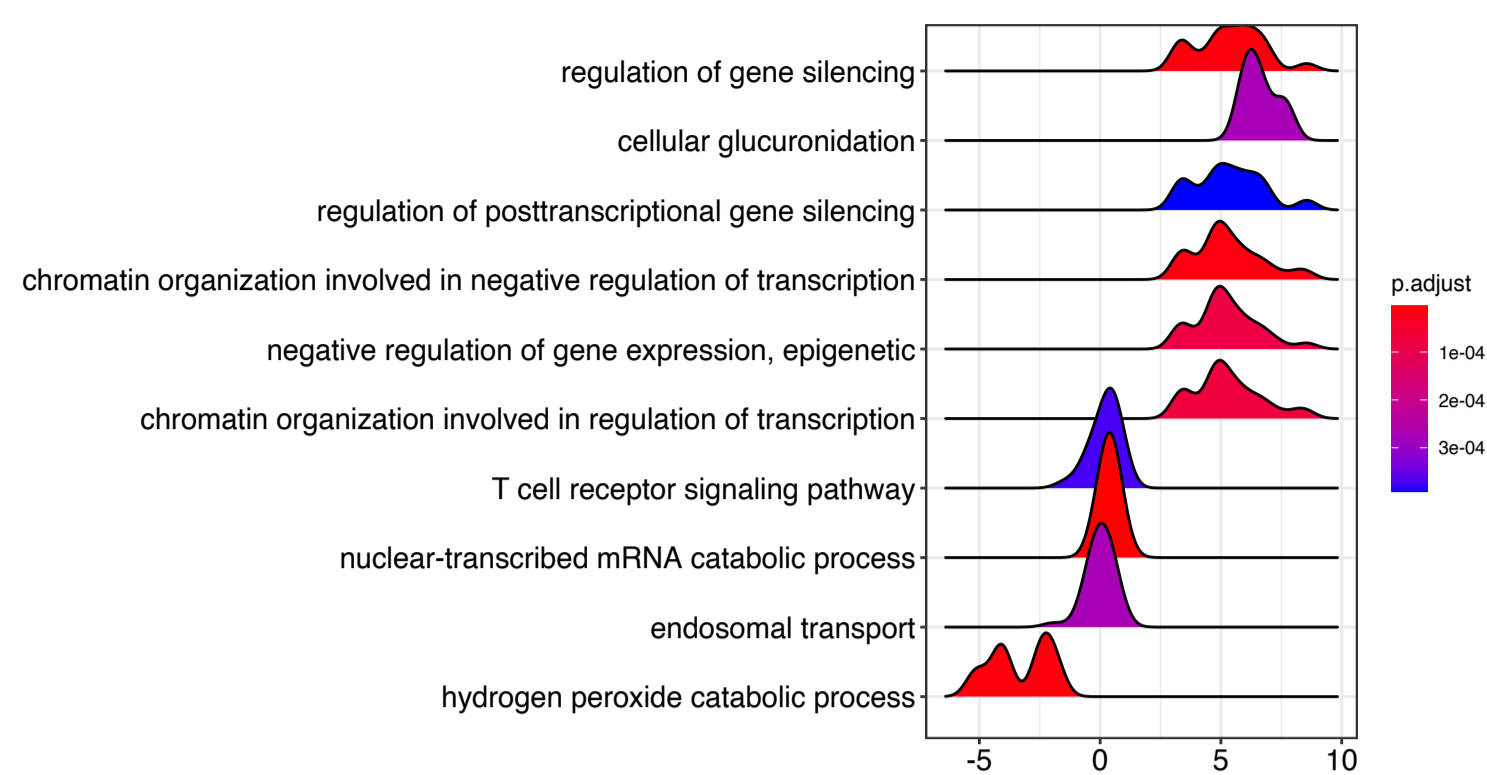 regulation of gene silencing
cellular glucuronidation
regulation of posttranscriptional gene silencing
chromatin organization involved in negative regulation of transcription
negative regulation of gene expression, epigenetic
chromatin organization involved in regulation of transcription
T cell receptor signaling pathway
nuclear-transcribed mRNA catabolic process
endosomal transport
hydrogen peroxide catabolic process
-5 0 5 10
p.adjust
1e-04
2e-04
3e-04